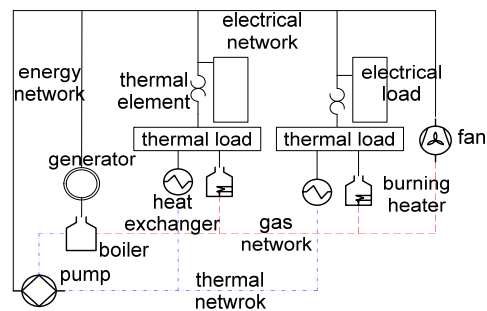 electrical
network
energy
network
thermal
element
electrical
load
thermal load
thermal load
fan
generator
heat
exchanger
burning
heater
gas
network
boiler
pump
thermal
netwrok